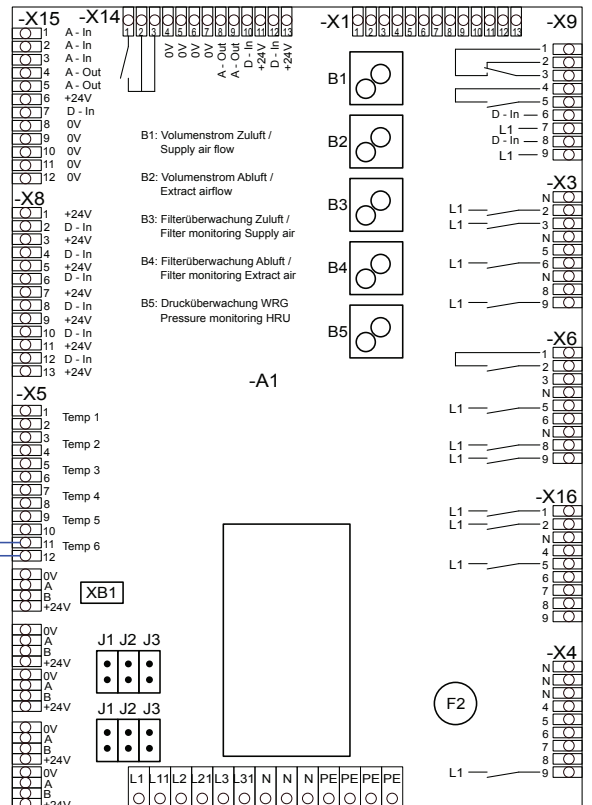 -X15 -X14 -X1 -X9
1 A - In
2 A - In
3 A - In
4 A - Out
5 A - Out
6 +24V
7 D - In
8 0V
9 0V
10 0V
11 0V
12 0V
1 2 3 4 5 6 7 8 9 10 11 12 13
0V 0V 0V 0V A - Out A - Out D - In +24V D - In +24V
1 2 3 4 5 6 7 8 9 10 11 12 13
1
2
3
4
5
D - In 6
L1 7
D - In 8
L1 9
B1
B2
B3
B4
B5
B1: Volumenstrom Zuluft /
Supply air flow
B2: Volumenstrom Abluft /
Extract airflow
B3: Filterüberwachung Zuluft /
Filter monitoring Supply air
B4: Filterüberwachung Abluft /
Filter monitoring Extract air
B5: Drucküberwachung WRG
Pressure monitoring HRU
-X8
1 +24V
2 D - In
3 +24V
4 D - In
5 +24V
6 D - In
7 +24V
8 D - In
9 +24V
10 D - In
11 +24V
12 D - In
13 +24V
-X3
N
L1 2
L1 3
N
5
L1 6
N
8
L1 9
-X6
1
2
3
N
L1 5
6
N
L1 8
L1 9
-A1
-X5
1 Temp 1
2
3 Temp 2
4
5 Temp 3
6
7 Temp 4
8
9 Temp 5
10
11 Temp 6
12
-X16
L1 1
L1 2
N
4
L1 5
6
7
8
9
0V
A
B
+24V
XB1
0V
A
B
+24V
0V
A
B
+24V
J1 J2 J3
0V
A
B
+24V
0V
A
B
+24V
J1 J2 J3
F2
-X4
N
N
N
4
5
6
7
8
L1 9
L1 L11 L2 L21 L3 L31 N N N PE PE PE PE